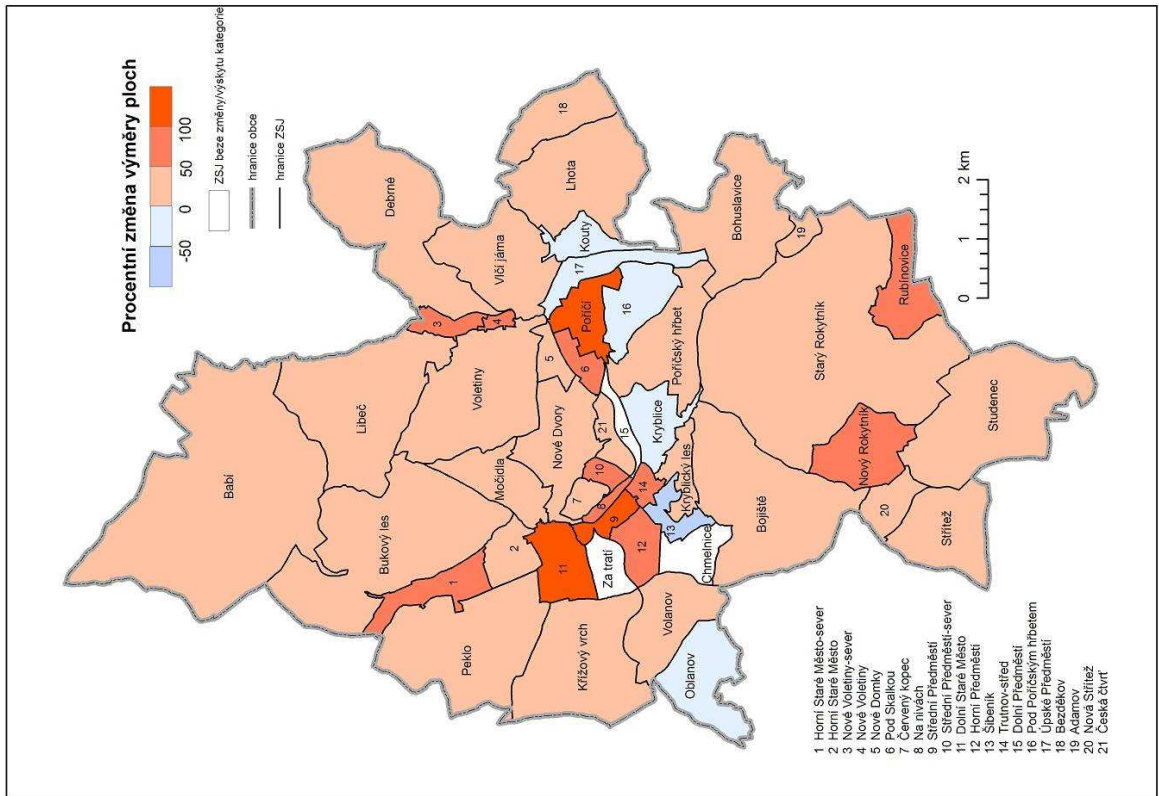 Procentní změna výměry ploch
-50
0
50
100
ZSJ beze změny/výskytu kategorie
hranice obce
hranice ZSJ
Babí
Debrné
Libeč
Bukový les
Vlčí jáma
Lhota
18
3
4
Voletiny
Močidla
Kouty
17
1
2
Nové Dvory
5
6
Poříčí
16
Bohuslavice
19
Peklo
7
8
10
21
15
Poříčský hřbet
11
9
14
Kryblice
Kryblický les
Starý Rokytník
Rubínovice
Křížový vrch
Za tratí
12
13
Chmelnice
Bojiště
Nový Rokytník
Volanov
Oblanov
20
Střítež
Studenec
0 1 2 km
1 Horní Staré Město-sever
2 Horní Staré Město
3 Nové Voletiny-sever
4 Nové Voletiny
5 Nové Domky
6 Pod Skalkou
7 Červený kopec
8 Na nivách
9 Střední Předměstí
10 Střední Předměstí-sever
11 Dolní Staré Město
12 Horní Předměstí
13 Šibeník
14 Trutnov-střed
15 Dolní Předměstí
16 Pod Poříčským hřbetem
17 Úpské Předměstí
18 Bezděkov
19 Adamov
20 Nová Střítež
21 Česká čtvrť